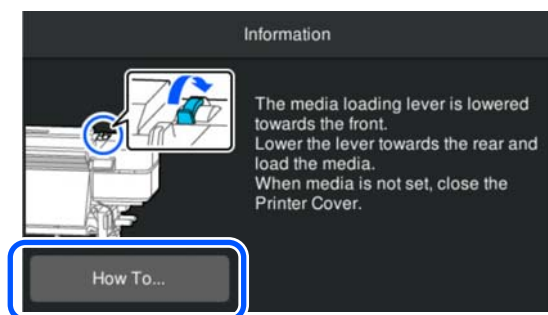 Information
The media loading lever is lowered
towards the front.
Lower the lever towards the rear and
load the media.
When media is not set, close the
Printer Cover.
How To...